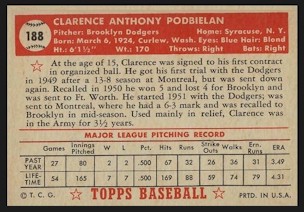 188
CLARENCE ANTHONY PODBIELAN
Pitcher: Brooklyn Dodgers Home: Syracuse, N. Y.
Born: March 6, 1924, Curlew, Wash. Eyes: Blue Hair: Blond
Ht.: 6'1½" Wt.: 170 Throws: Right Bats: Right
At the age of 15, Clarence was signed to his first contract
in organized ball. He got his first trial with the Dodgers
in 1949 after a 13-8 season at Montreal, but was sent down
again. Recalled in 1950 he won 5 and lost 4 for Brooklyn and
was sent to Ft. Worth. He started 1951 with the Dodgers; was
sent to Montreal, where he had a 6-3 mark and was recalled to
Brooklyn in mid-season. Used mainly in relief, Clarence was
in the Army for 3½ years.
MAJOR LEAGUE PITCHING RECORD
Games Innings Pitched W L Pct. Hits Runs Strike Outs Walks Earn. Runs ERA
PAST YEAR 27 80 2 2 .500 67 32 26 36 31 3.49
LIFE-TIME 54 165 7 7 .500 168 88 67 88 79 4.31
© T. C. G. TOPPS BASEBALL PRTD. IN U.S.A.